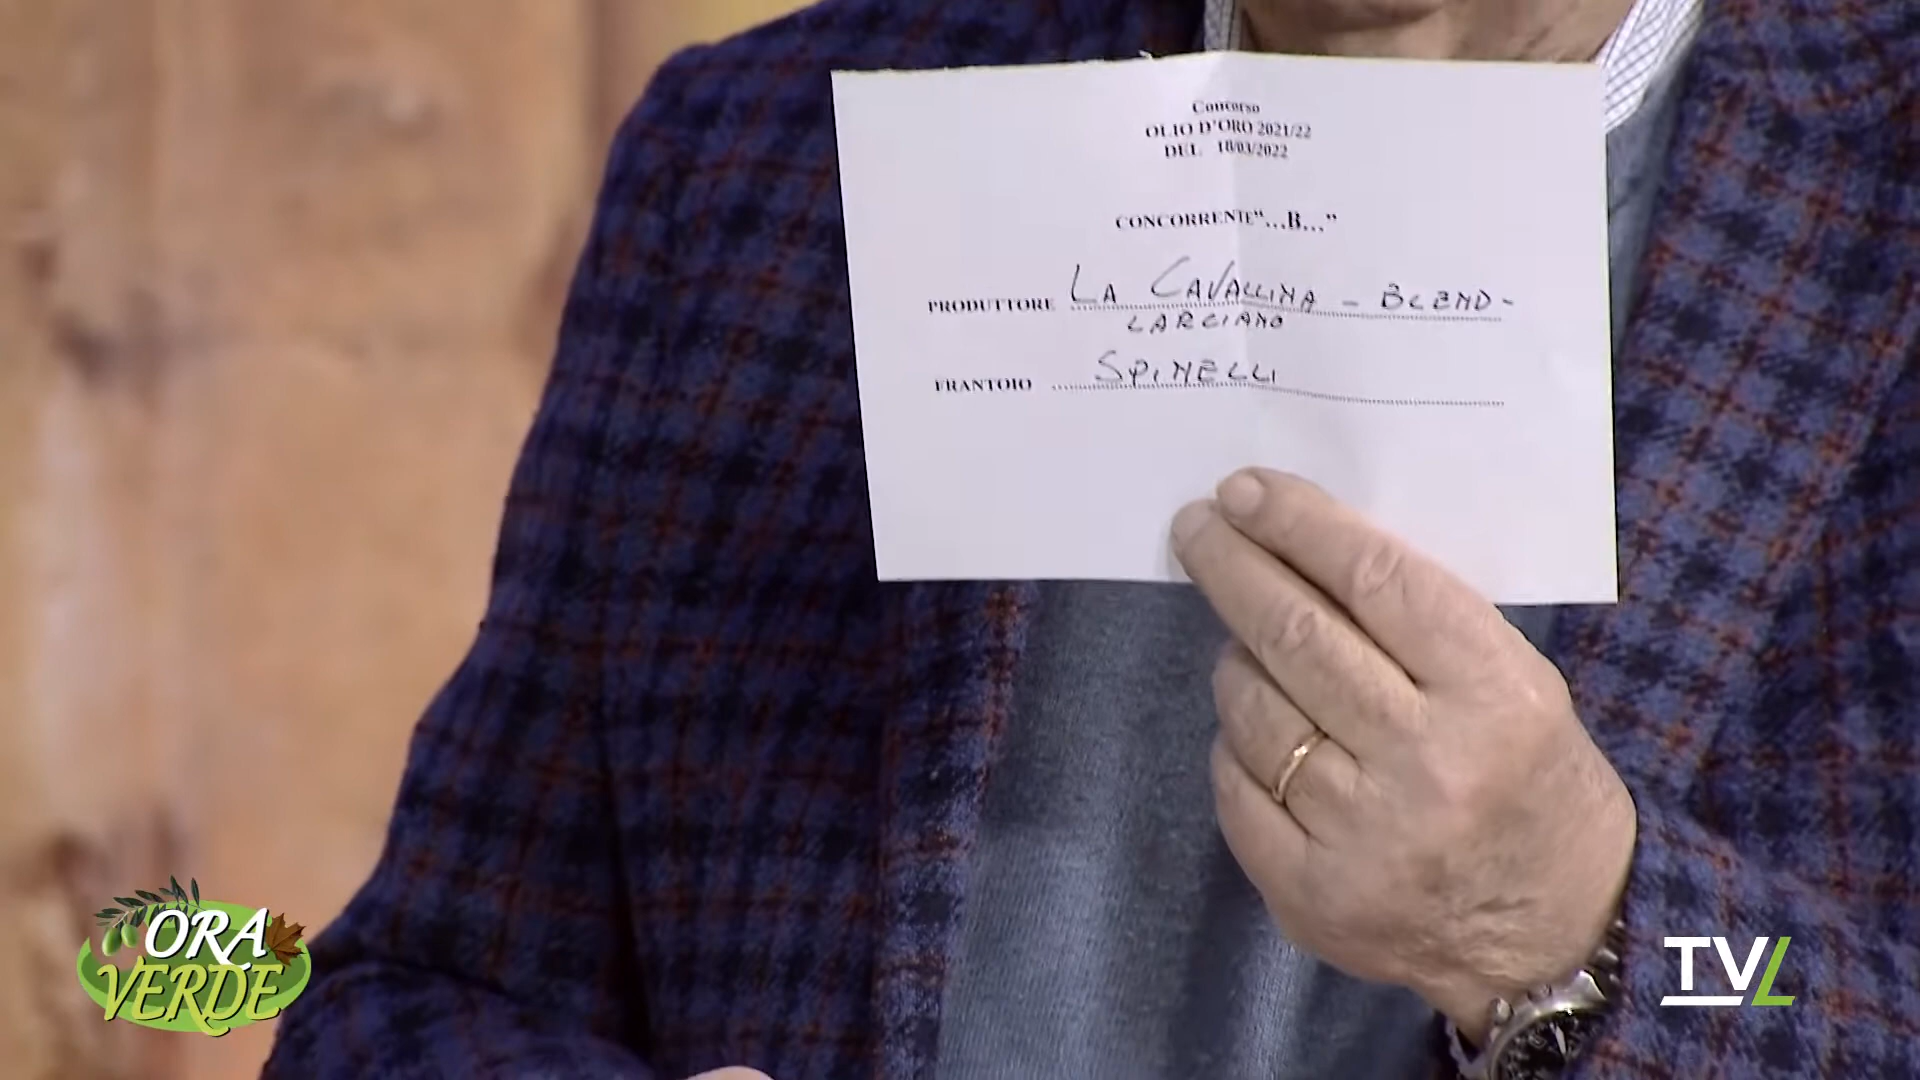 Concorso
OLIO D'ORO 2021/22
DEL 18/03/2022
CONCORRENTE"...B..."
PRODUTTORE LA CAVALLINA - BLEND -
LARCIANO
FRANTOIO SPINELLI
ORA
VERDE
TVL